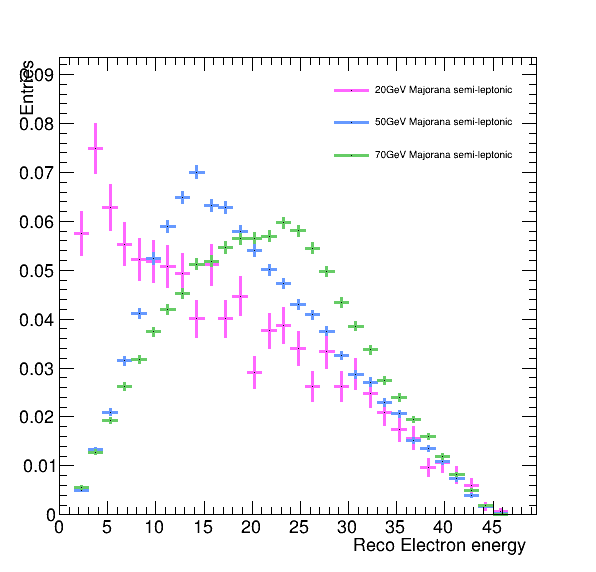 Entries
0.09
0.08
0.07
0.06
0.05
0.04
0.03
0.02
0.01
0
20GeV Majorana semi-leptonic
50GeV Majorana semi-leptonic
70GeV Majorana semi-leptonic
0 5 10 15 20 25 30 35 40 45
Reco Electron energy